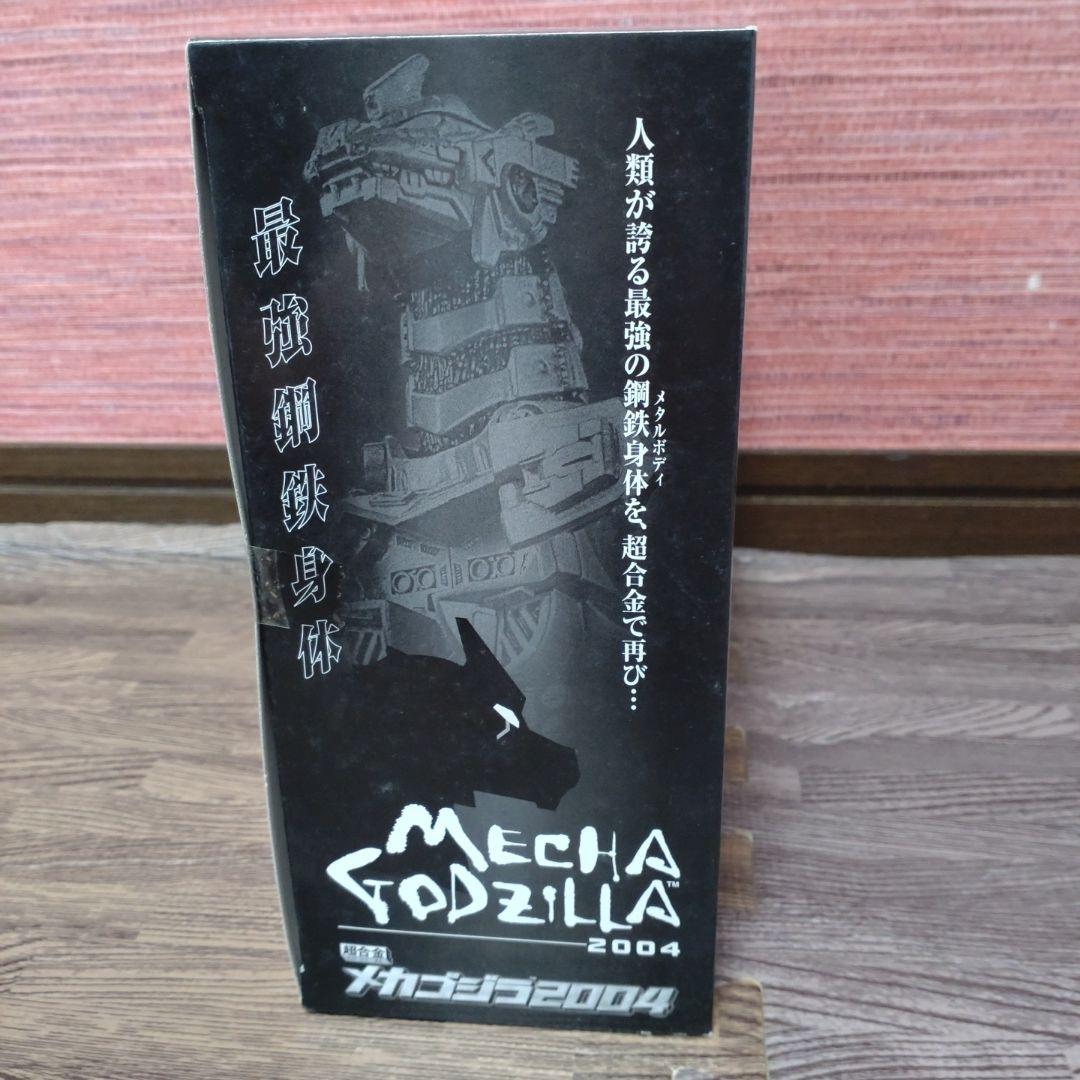 人類が誇る最強の鋼鉄身体を、超合金で再び…
メタルボディ
最強鋼鉄身体
MECHA
GODZILLA™
2004
超合金
メカゴジラ2004